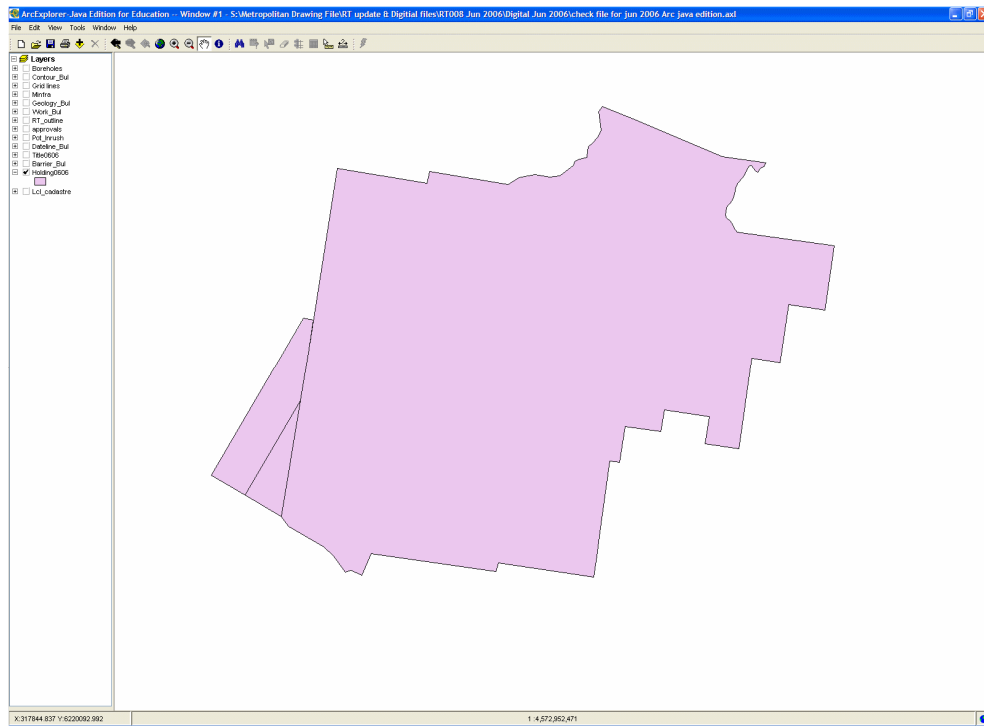 ArcExplorer-Java Edition for Education -- Window #1 - S:\Metropolitan Drawing File\RT update & Digitial files\RT008 Jun 2006\Digital Jun 2006\check file for jun 2006 Arc java edition.axl
File Edit View Tools Window Help
Layers
Boreholes
Contour_Bul
Grid lines
Minfra
Geology_Bul
Work_Bul
RT_outline
approvals
Pot_Inrush
Dateline_Bul
Title0606
Barrier_Bul
Holding0606
Lcl_cadastre
X:317844.837 Y:6220092.992
1 :4,572,952,471